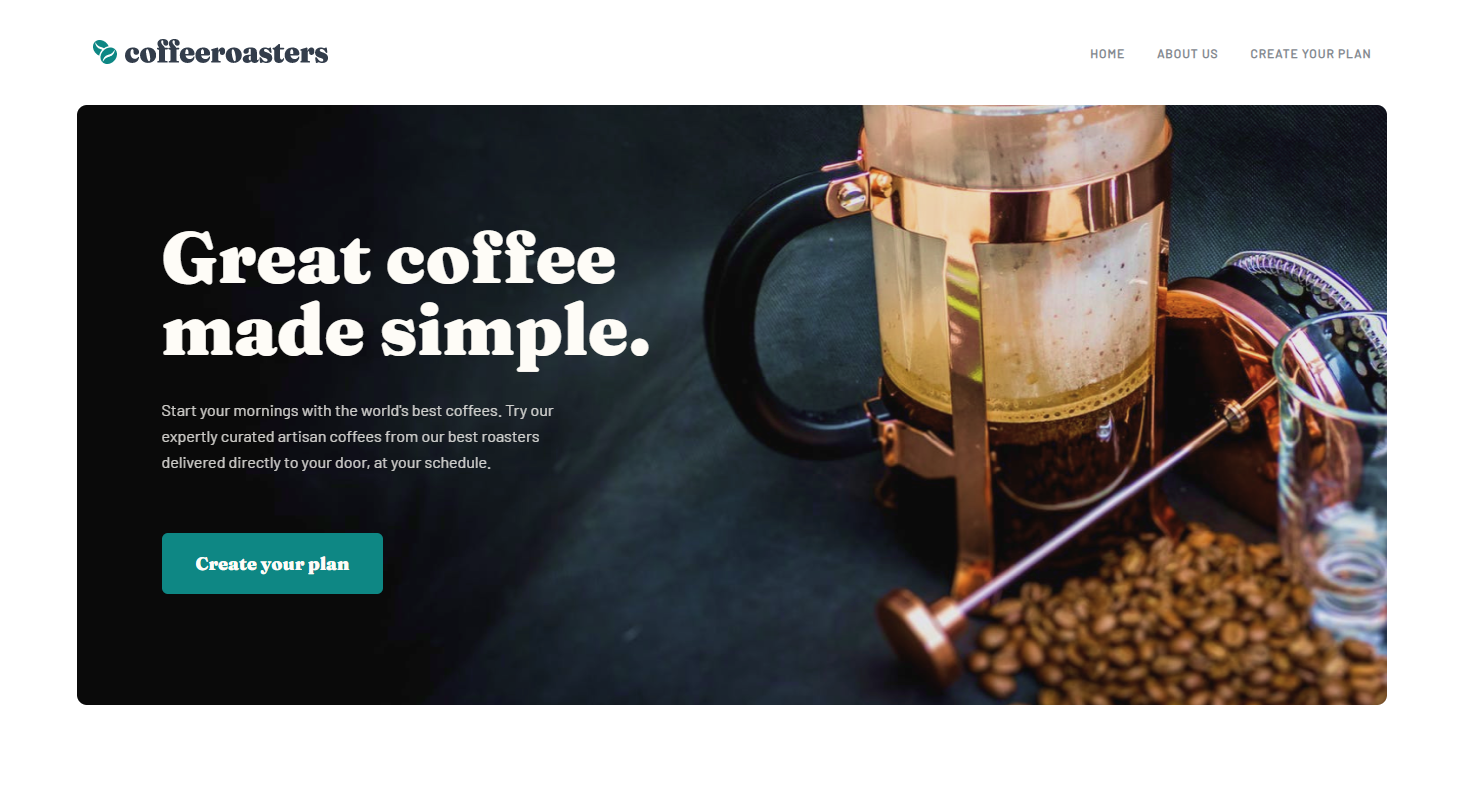 coffeeroasters
HOME ABOUT US CREATE YOUR PLAN
Great coffee
made simple.
Start your mornings with the world's best coffees. Try our
expertly curated artisan coffees from our best roasters
delivered directly to your door, at your schedule.
Create your plan